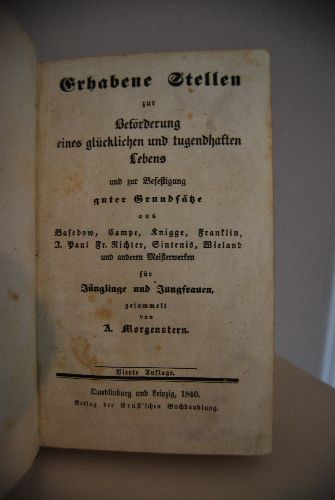 Erhabene Stellen
zur
Beförderung
eines glücklichen und tugendhaften
Lebens
und zur Befestigung
guter Grundsätze
aus
Basedow, Campe, Knigge, Franklin,
J. Paul Fr. Richter, Sintenis, Wieland
und anderen Meisterwerken
für
Jünglinge und Jungfrauen,
gesammelt
von
A. Morgenstern.
Vierte Auflage.
Quedlinburg und Leipzig, 1840.
Verlag der Ernst'schen Buchhandlung.